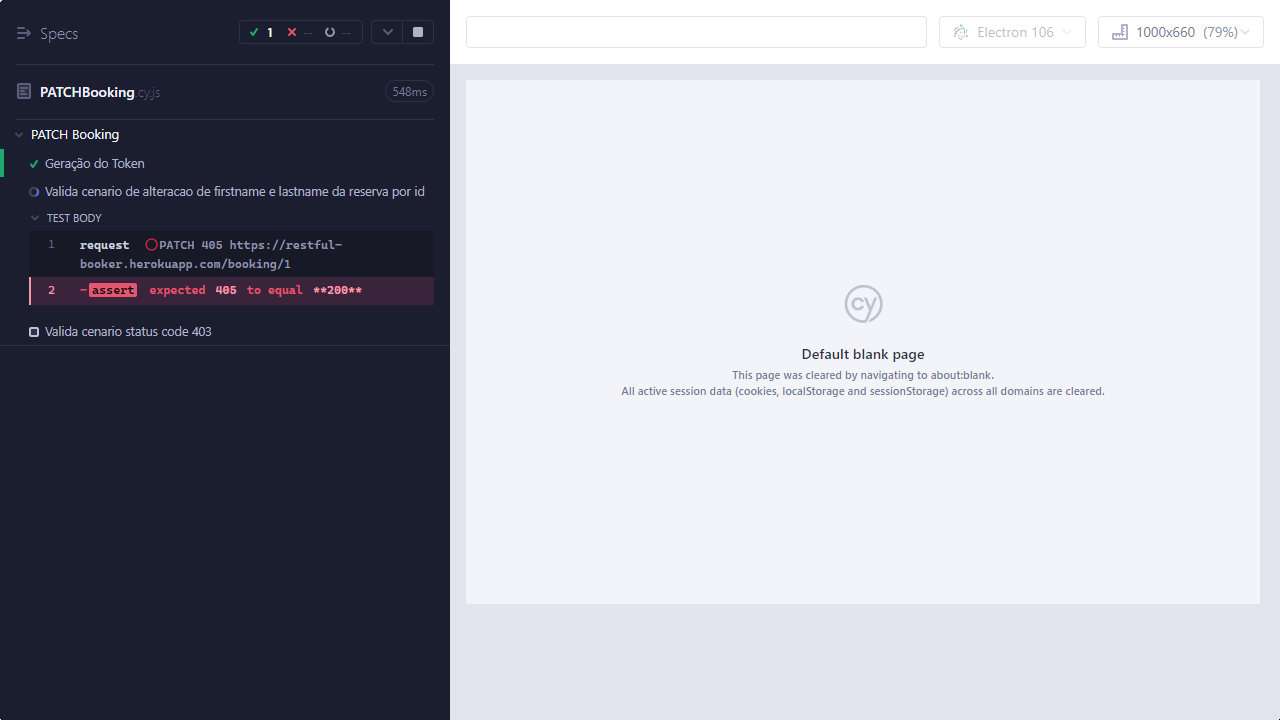 Specs
1 -- --
PATCHBooking.cy.js
548ms
PATCH Booking
Geração do Token
Valida cenario de alteracao de firstname e lastname da reserva por id
TEST BODY
1 request PATCH 405 https://restful-
booker.herokuapp.com/booking/1
2 -assert expected 405 to equal **200**
Valida cenario status code 403
Electron 106
1000x660 (79%)
cy
Default blank page
This page was cleared by navigating to about:blank.
All active session data (cookies, localStorage and sessionStorage) across all domains are cleared.